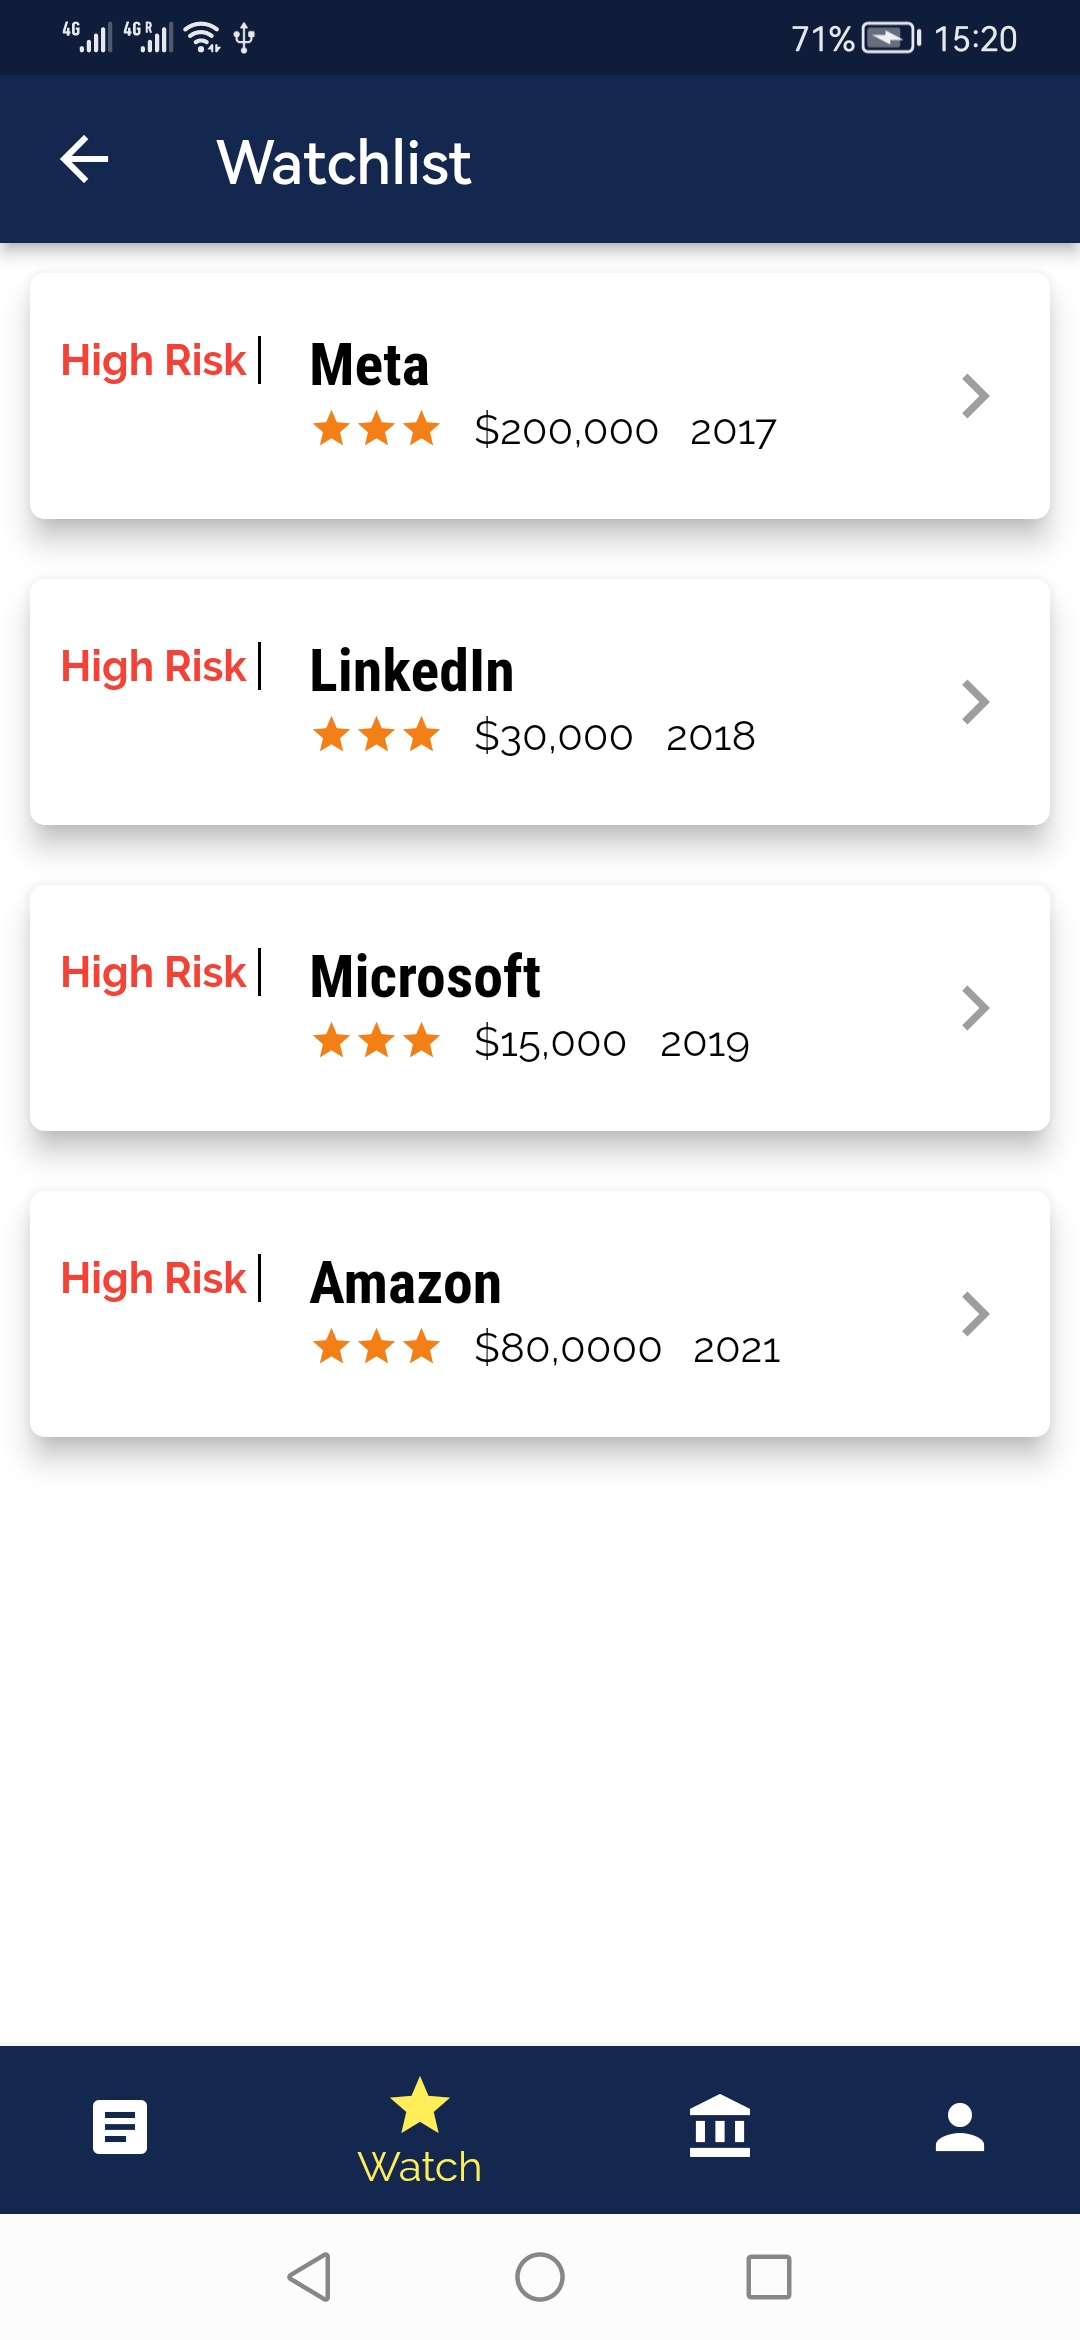 4G 4G R 71% 15:20
Watchlist
High Risk Meta
$200,000 2017
High Risk LinkedIn
$30,000 2018
High Risk Microsoft
$15,000 2019
High Risk Amazon
$80,0000 2021
Watch